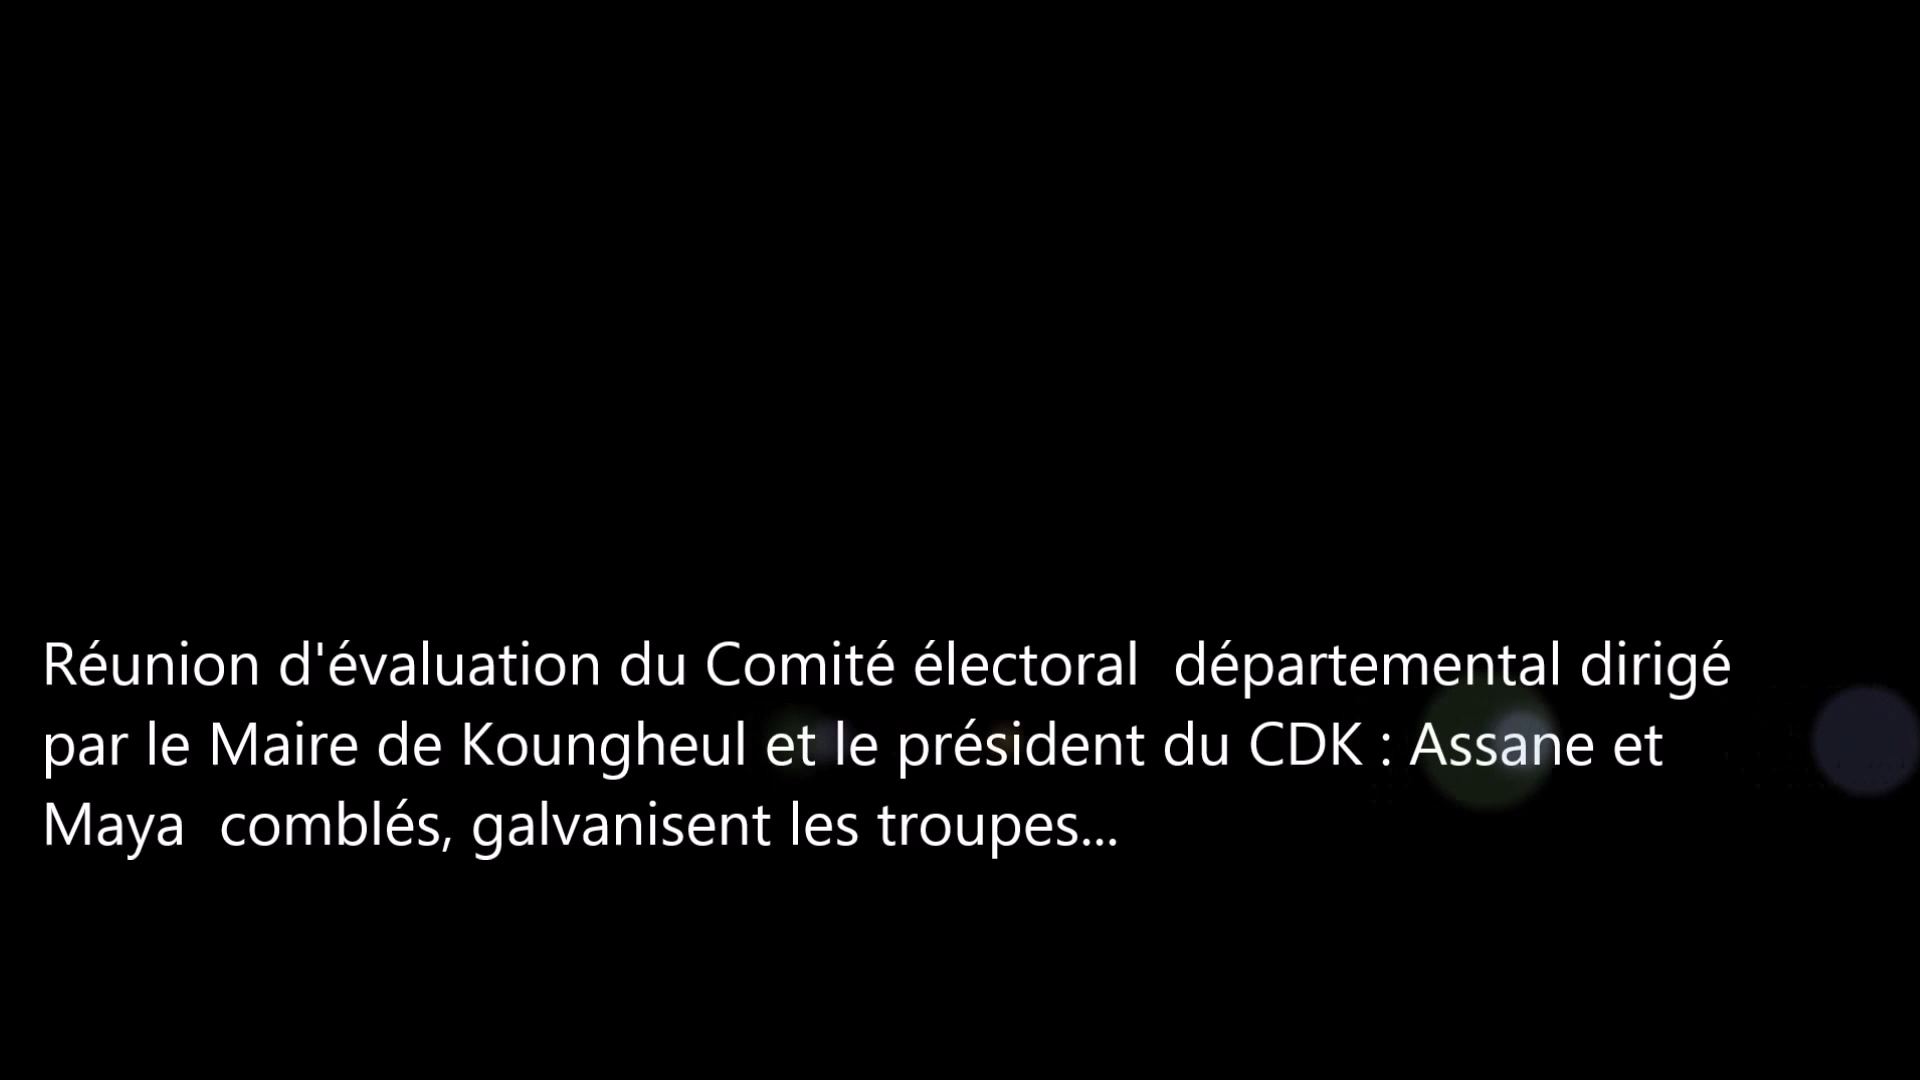 Réunion d'évaluation du Comité électoral  départemental dirigé
par le Maire de Koungheul et le président du CDK : Assane et
Maya  comblés, galvanisent les troupes...